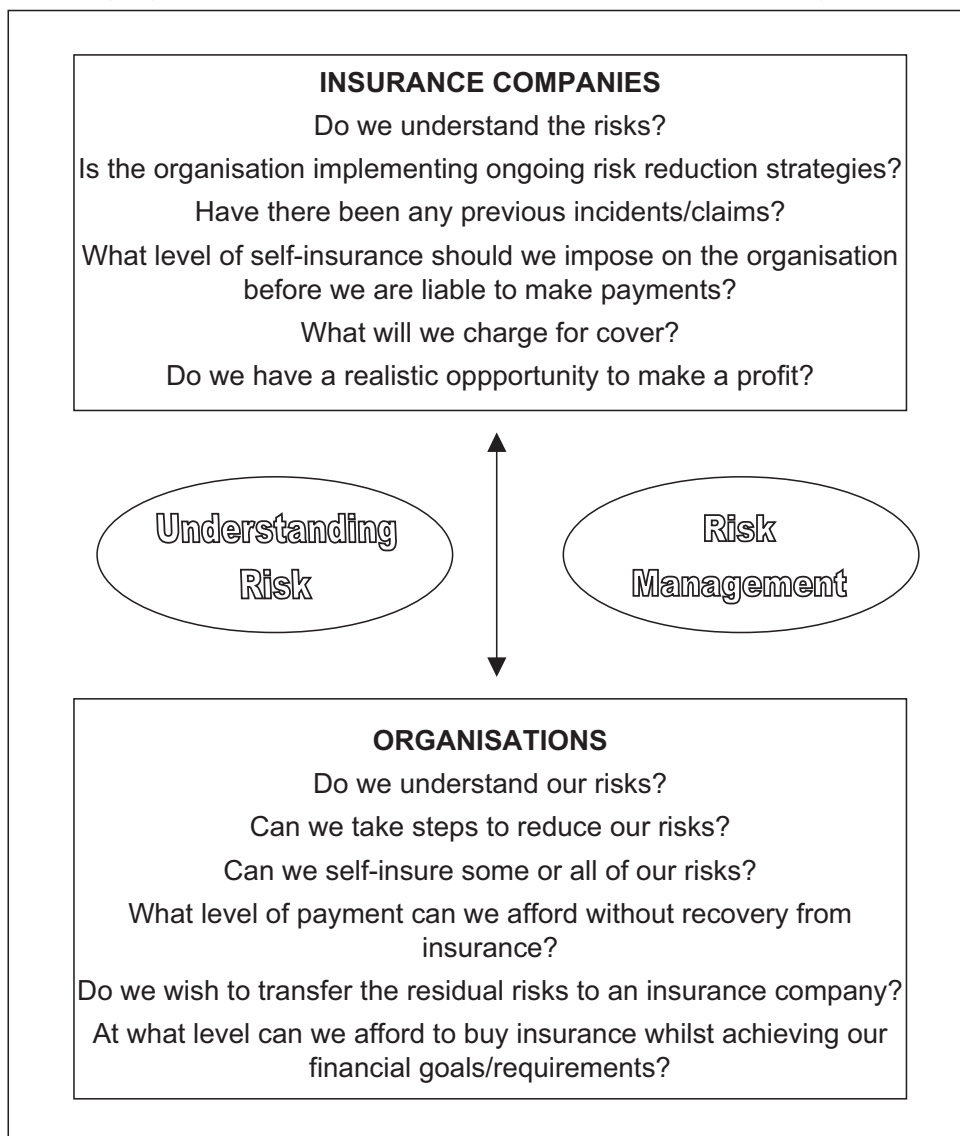 INSURANCE COMPANIES
Do we understand the risks?
Is the organisation implementing ongoing risk reduction strategies?
Have there been any previous incidents/claims?
What level of self-insurance should we impose on the organisation
before we are liable to make payments?
What will we charge for cover?
Do we have a realistic oppportunity to make a profit?
Understanding
Risk
Risk
Management
ORGANISATIONS
Do we understand our risks?
Can we take steps to reduce our risks?
Can we self-insure some or all of our risks?
What level of payment can we afford without recovery from
insurance?
Do we wish to transfer the residual risks to an insurance company?
At what level can we afford to buy insurance whilst achieving our
financial goals/requirements?